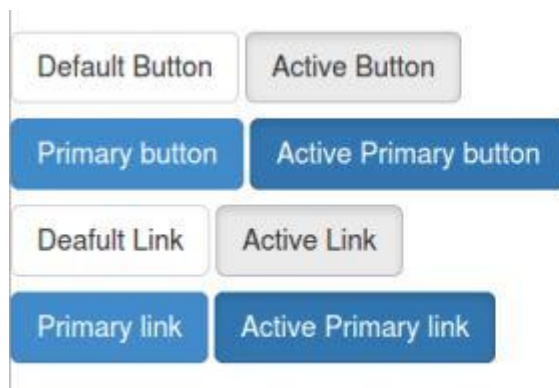 Default Button Active Button
Primary button Active Primary button
Deafult Link Active Link
Primary link Active Primary link